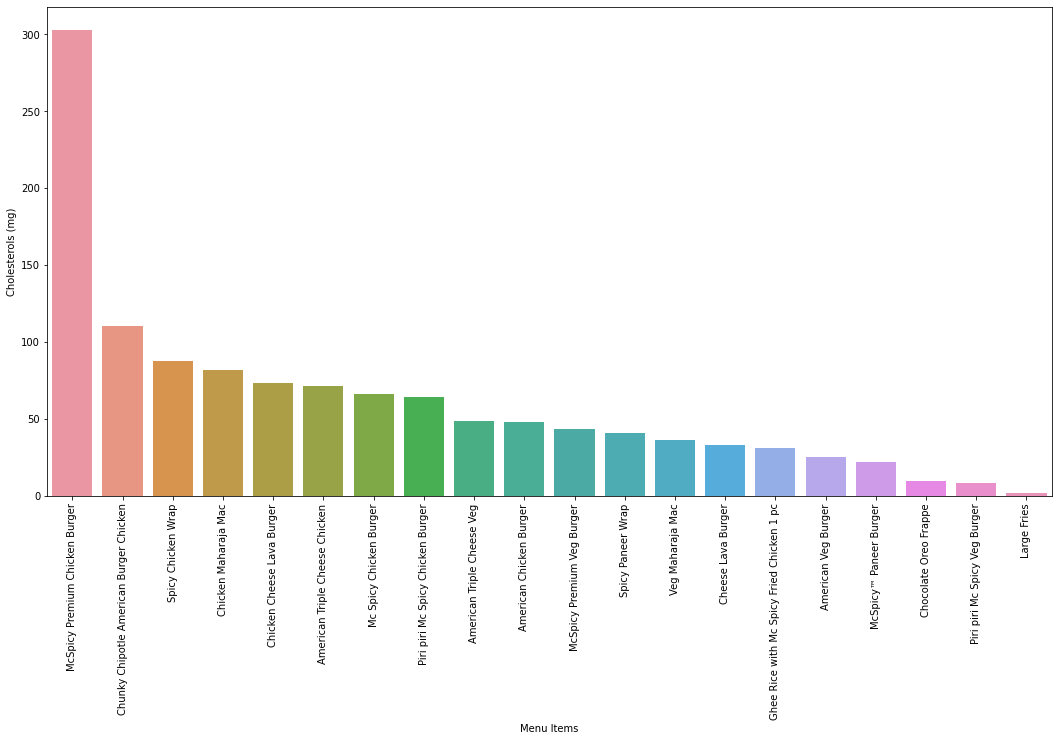 300
250
200
150
100
50
0
Cholesterols (mg)
McSpicy Premium Chicken Burger
Chunky Chipotle American Burger Chicken
Spicy Chicken Wrap
Chicken Maharaja Mac
Chicken Cheese Lava Burger
American Triple Cheese Chicken
Mc Spicy Chicken Burger
Piri piri Mc Spicy Chicken Burger
American Triple Cheese Veg
American Chicken Burger
McSpicy Premium Veg Burger
Spicy Paneer Wrap
Veg Maharaja Mac
Cheese Lava Burger
Ghee Rice with Mc Spicy Fried Chicken 1 pc
American Veg Burger
McSpicy™ Paneer Burger
Chocolate Oreo Frappe
Piri piri Mc Spicy Veg Burger
Large Fries
Menu Items